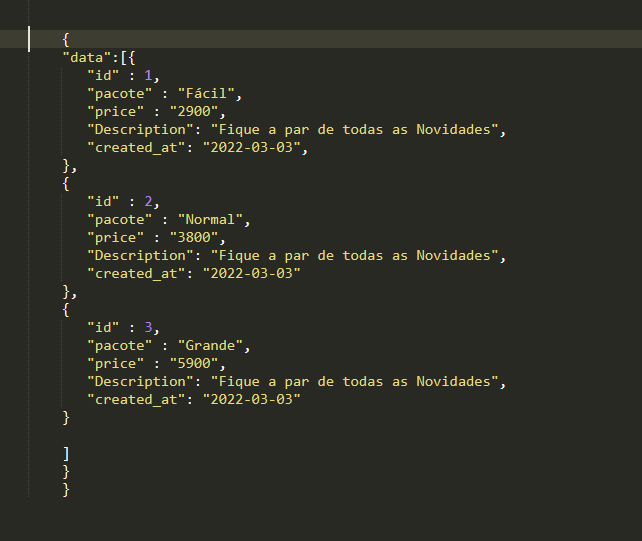 {
"data":[{
"id" : 1,
"pacote" : "Fácil",
"price" : "2900",
"Description": "Fique a par de todas as Novidades",
"created_at": "2022-03-03",
},
{
"id" : 2,
"pacote" : "Normal",
"price" : "3800",
"Description": "Fique a par de todas as Novidades",
"created_at": "2022-03-03"
},
{
"id" : 3,
"pacote" : "Grande",
"price" : "5900",
"Description": "Fique a par de todas as Novidades",
"created_at": "2022-03-03"
}
]
}
}